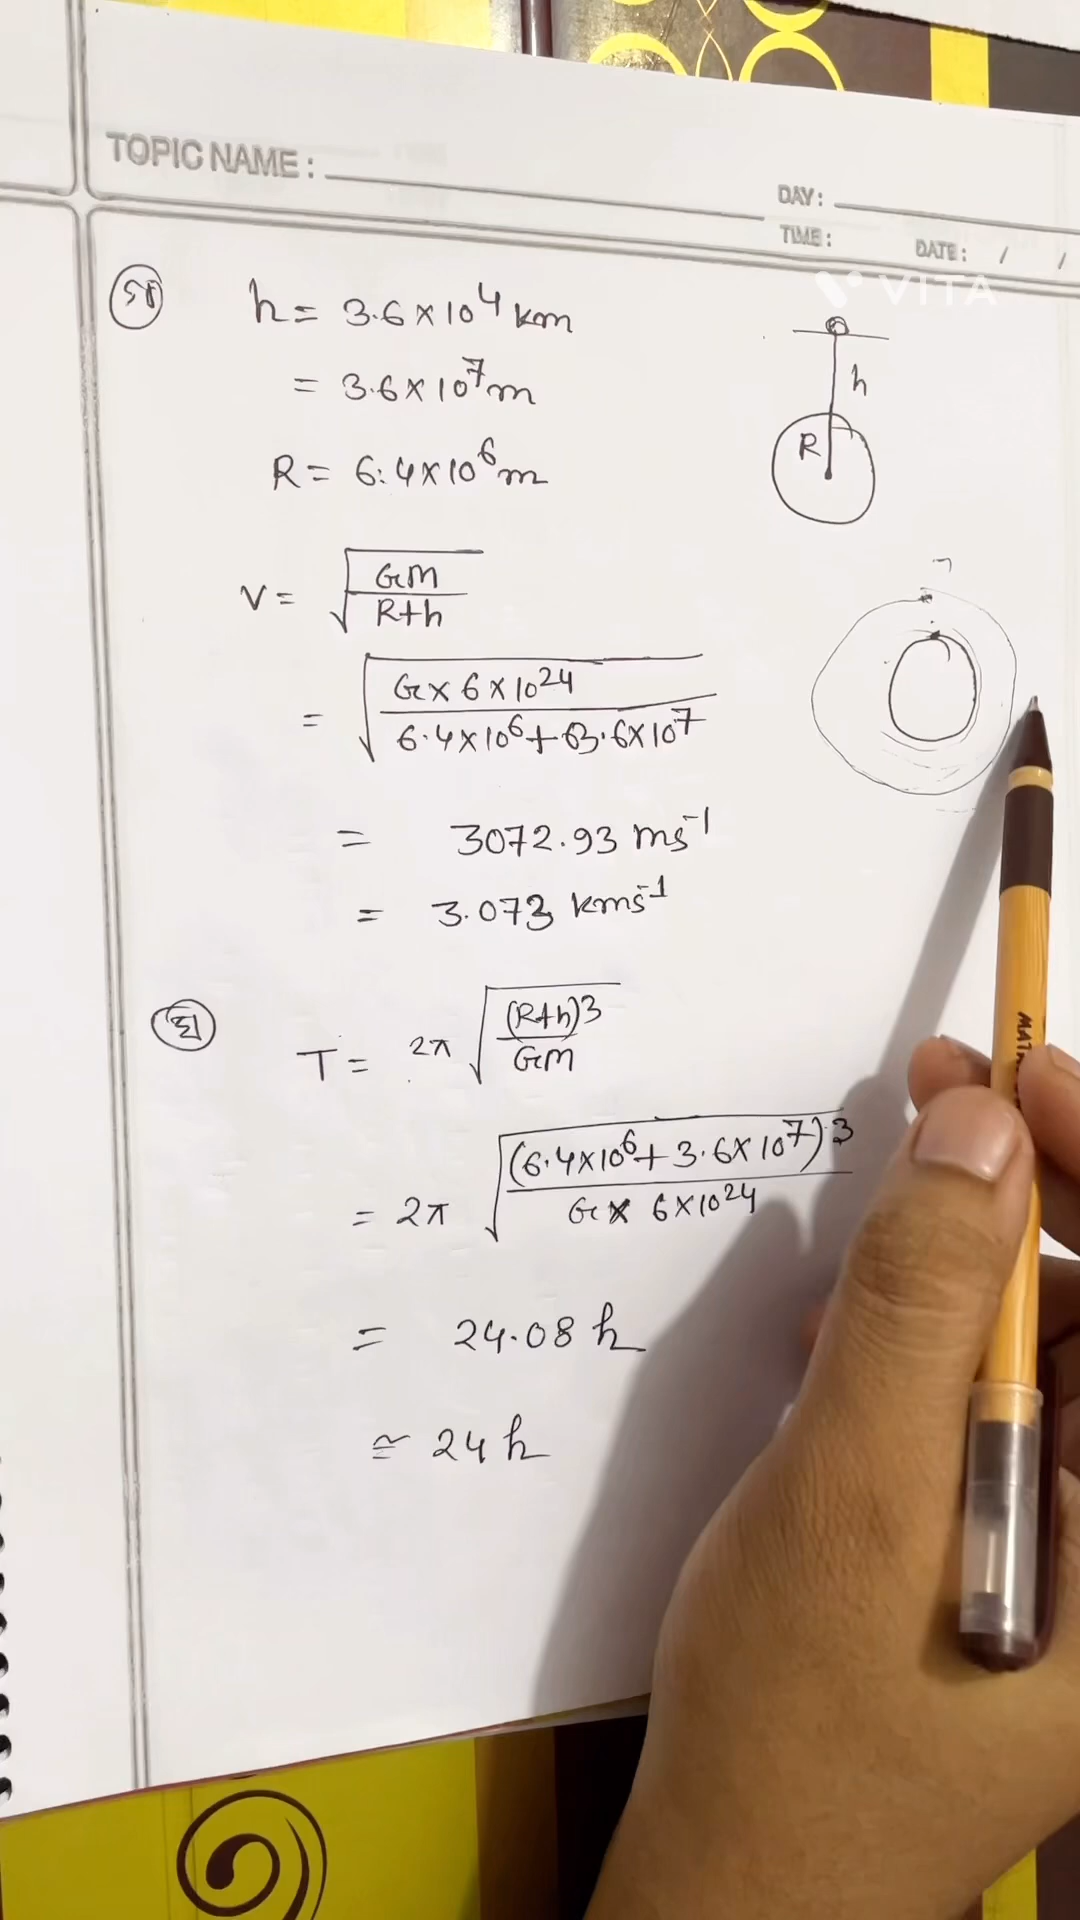 TOPIC NAME :
DAY :
TIME :
DATE : / /
VITA
গ
h = 3.6 × 10⁴ km
= 3.6 × 10⁷ m
R = 6.4 × 10⁶ m
h
R
V = √(GM / R+h)
= √(G × 6 × 10²⁴ / 6.4 × 10⁶ + 3.6 × 10⁷)
= 3072.93 ms⁻¹
= 3.073 kms⁻¹
ঘ
T = 2π √((R+h)3 / GM)
= 2π √((6.4 × 10⁶ + 3.6 × 10⁷)3 / G × 6 × 10²⁴)
= 24.08 h
≅ 24 h